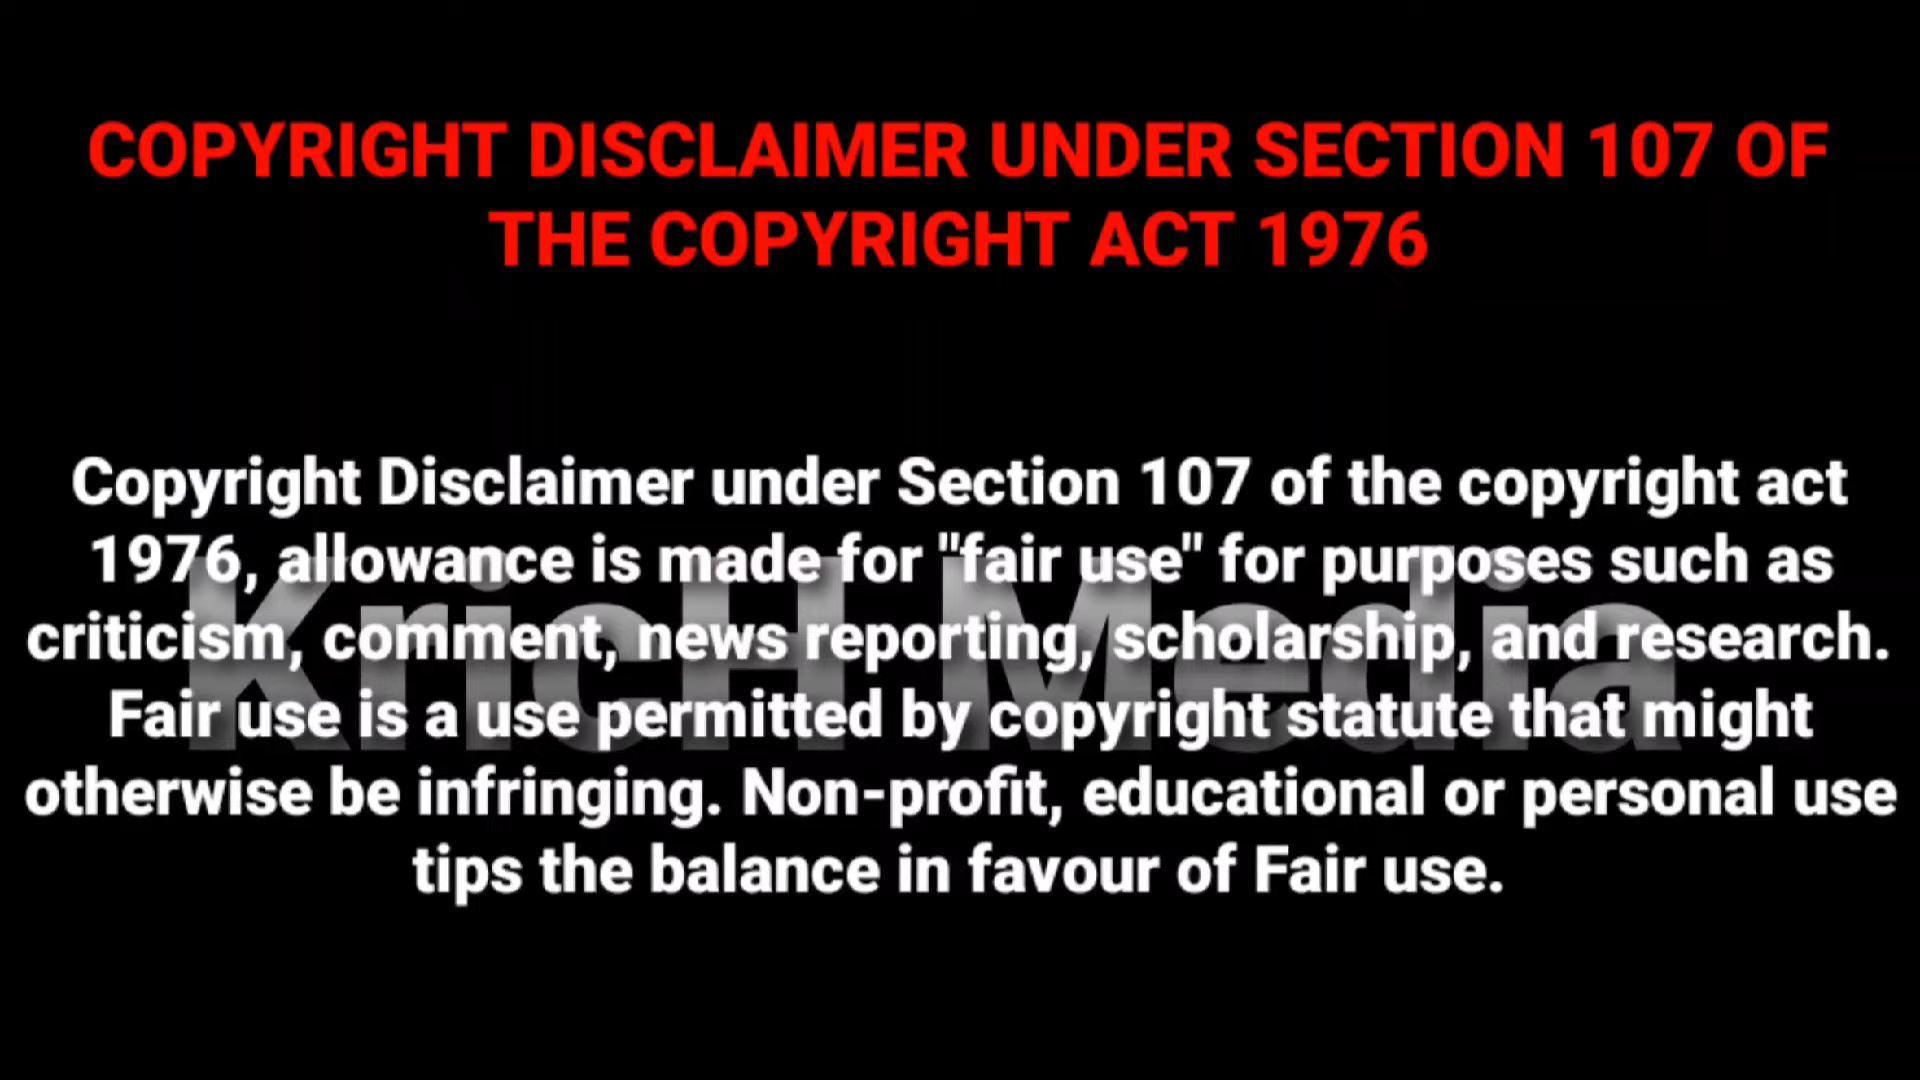 COPYRIGHT DISCLAIMER UNDER SECTION 107 OF
THE COPYRIGHT ACT 1976
Copyright Disclaimer under Section 107 of the copyright act
1976, allowance is made for "fair use" for purposes such as
criticism, comment, news reporting, scholarship, and research.
Fair use is a use permitted by copyright statute that might
otherwise be infringing. Non-profit, educational or personal use
tips the balance in favour of Fair use.
KricH Media